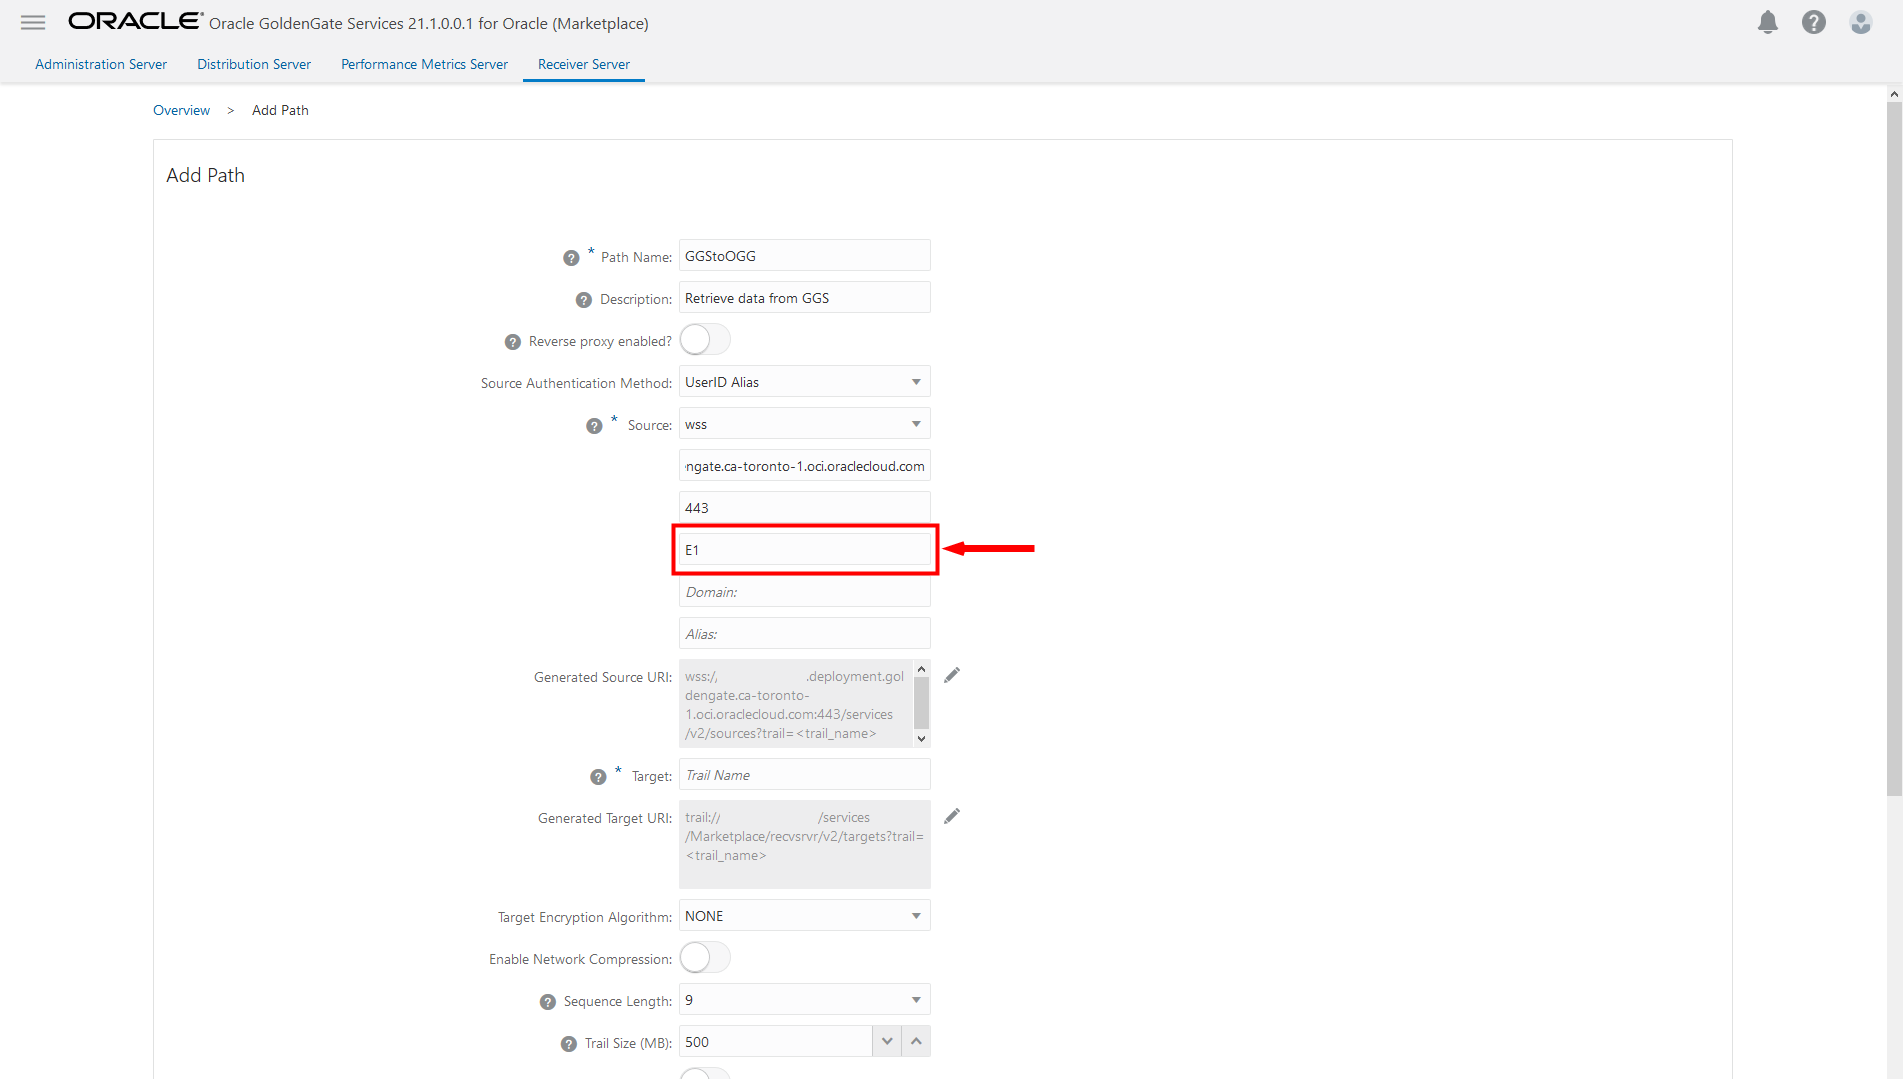 ORACLE Oracle GoldenGate Services 21.1.0.0.1 for Oracle (Marketplace)
Administration Server Distribution Server Performance Metrics Server Receiver Server
Overview > Add Path
Add Path
* Path Name: GGStoOGG
Description: Retrieve data from GGS
Reverse proxy enabled?
Source Authentication Method: UserID Alias
* Source: wss
ngate.ca-toronto-1.oci.oraclecloud.com
443
E1
Domain:
Alias:
Generated Source URI: wss:/ .deployment.gol
dengate.ca-toronto-
1.oci.oraclecloud.com:443/services
/v2/sources?trail=<trail_name>
* Target: Trail Name
Generated Target URI: trail:// /services
/Marketplace/recvsrvr/v2/targets?trail=
<trail_name>
Target Encryption Algorithm: NONE
Enable Network Compression:
Sequence Length: 9
Trail Size (MB): 500